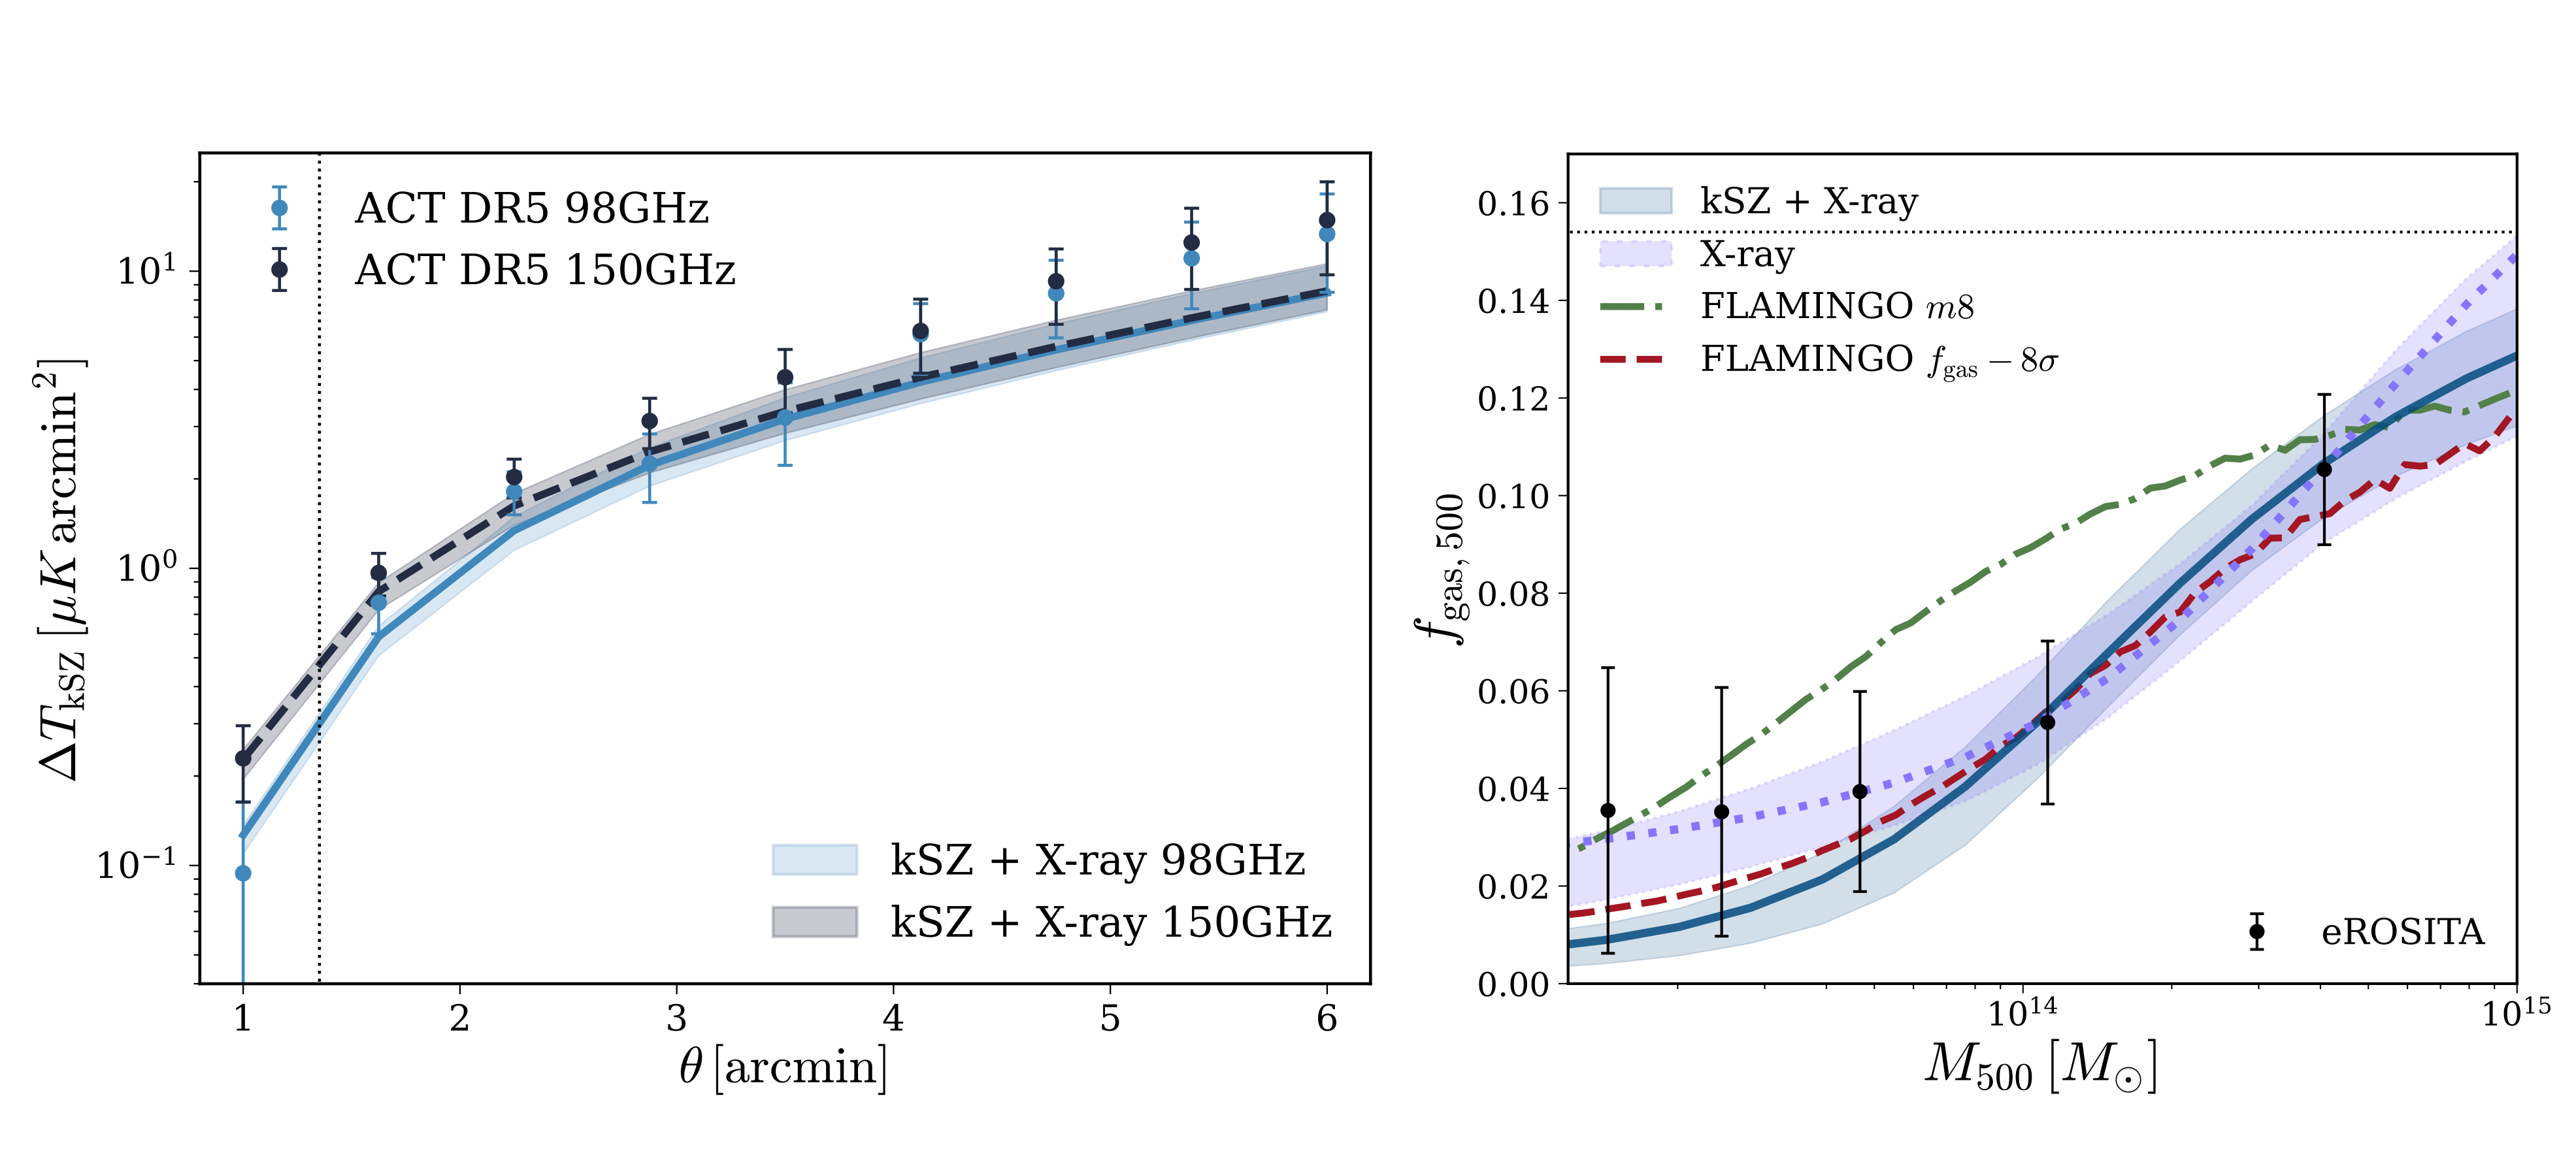 ACT DR5 98GHz
ACT DR5 150GHz
10¹
10⁰
10⁻¹
ΔT_kSZ [μK arcmin²]
kSZ + X-ray 98GHz
kSZ + X-ray 150GHz
1 2 3 4 5 6
θ [arcmin]
kSZ + X-ray
X-ray
FLAMINGO m8
FLAMINGO f_gas − 8σ
0.16
0.14
0.12
0.10
0.08
0.06
0.04
0.02
0.00
f_gas, 500
eROSITA
10¹⁴ 10¹⁵
M₅₀₀ [M_⊙]